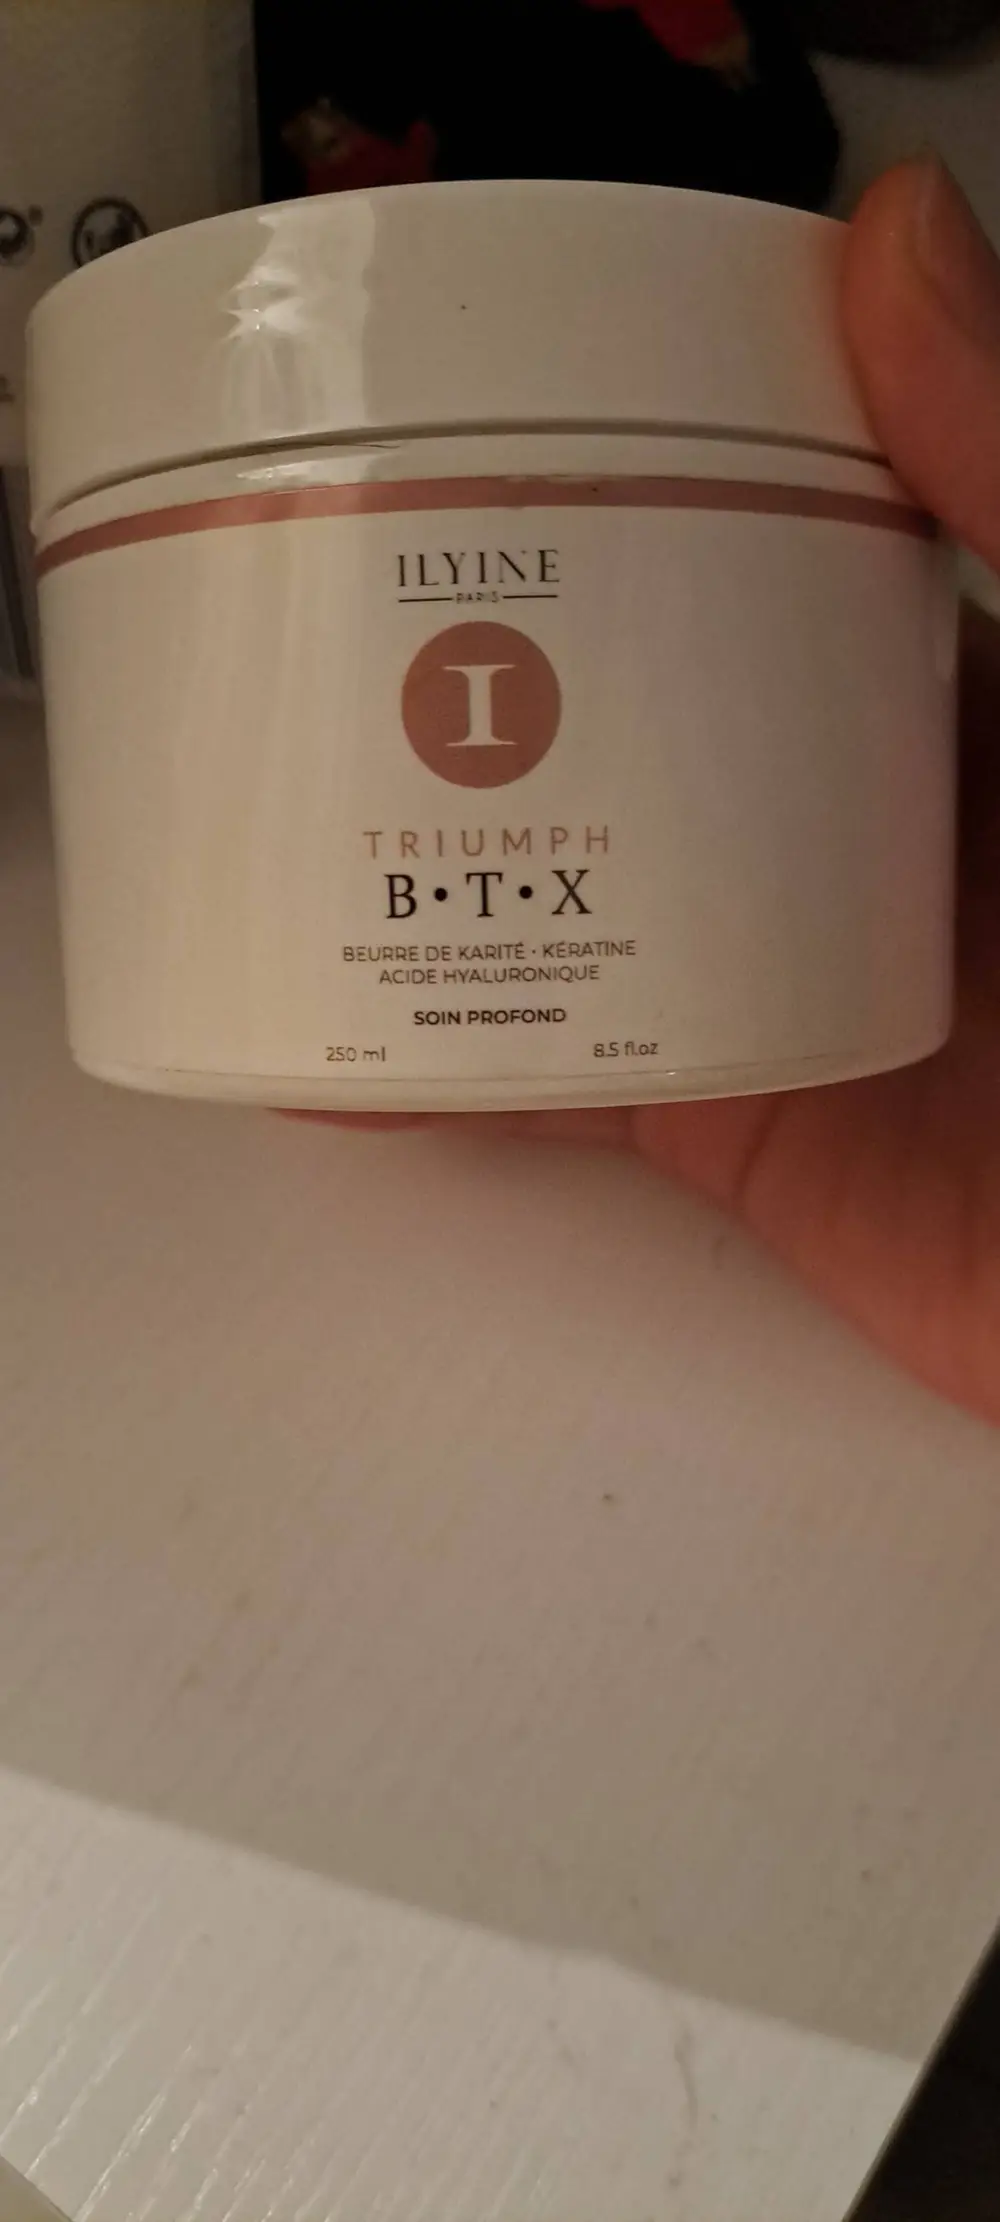 ILYINE
PARIS
I
TRIUMPH
B•T•X
BEURRE DE KARITÉ • KÉRATINE
ACIDE HYALURONIQUE
SOIN PROFOND
250 ml 8.5 fl.oz